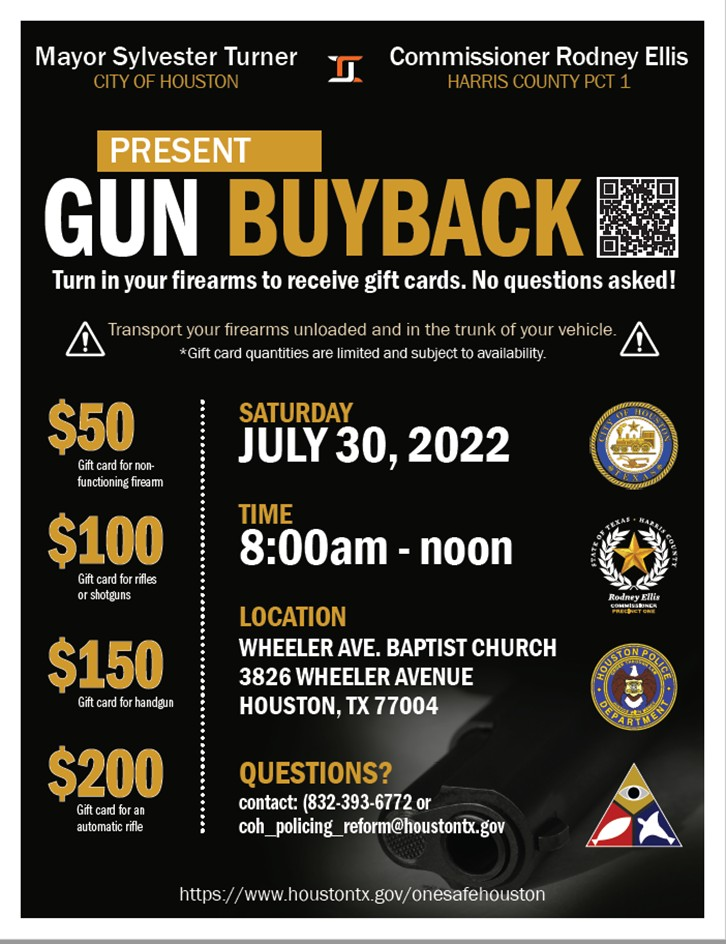 Mayor Sylvester Turner
CITY OF HOUSTON
Commissioner Rodney Ellis
HARRIS COUNTY PCT 1
PRESENT
GUN BUYBACK
Turn in your firearms to receive gift cards. No questions asked!
Transport your firearms unloaded and in the trunk of your vehicle.
*Gift card quantities are limited and subject to availability.
$50
Gift card for non-
functioning firearm
$100
Gift card for rifles
or shotguns
$150
Gift card for handgun
$200
Gift card for an
automatic rifle
SATURDAY
JULY 30, 2022
TIME
8:00am - noon
LOCATION
WHEELER AVE. BAPTIST CHURCH
3826 WHEELER AVENUE
HOUSTON, TX 77004
QUESTIONS?
contact: (832-393-6772 or
coh_policing_reform@houstontx.gov
CITY OF HOUSTON
TEXAS
STATE OF TEXAS • HARRIS COUNTY
Rodney Ellis
COMMISSIONER
PRECINCT ONE
HOUSTON POLICE
DEPARTMENT
https://www.houstontx.gov/onesafehouston